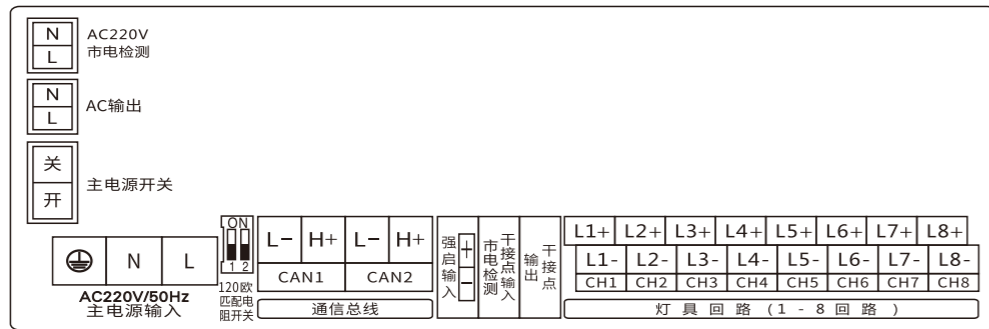 N
L
AC220V
市电检测
N
L
AC输出
关
开
主电源开关
ON
1 2
120欧
匹配电
阻开关
N L
AC220V/50Hz
主电源输入
L- H+ L- H+
CAN1 CAN2
通信总线
强启输入
+
-
市电检测
干接点输入
输出
干接点
L1+ L2+ L3+ L4+ L5+ L6+ L7+ L8+
L1- L2- L3- L4- L5- L6- L7- L8-
CH1 CH2 CH3 CH4 CH5 CH6 CH7 CH8
灯具回路(1-8回路)